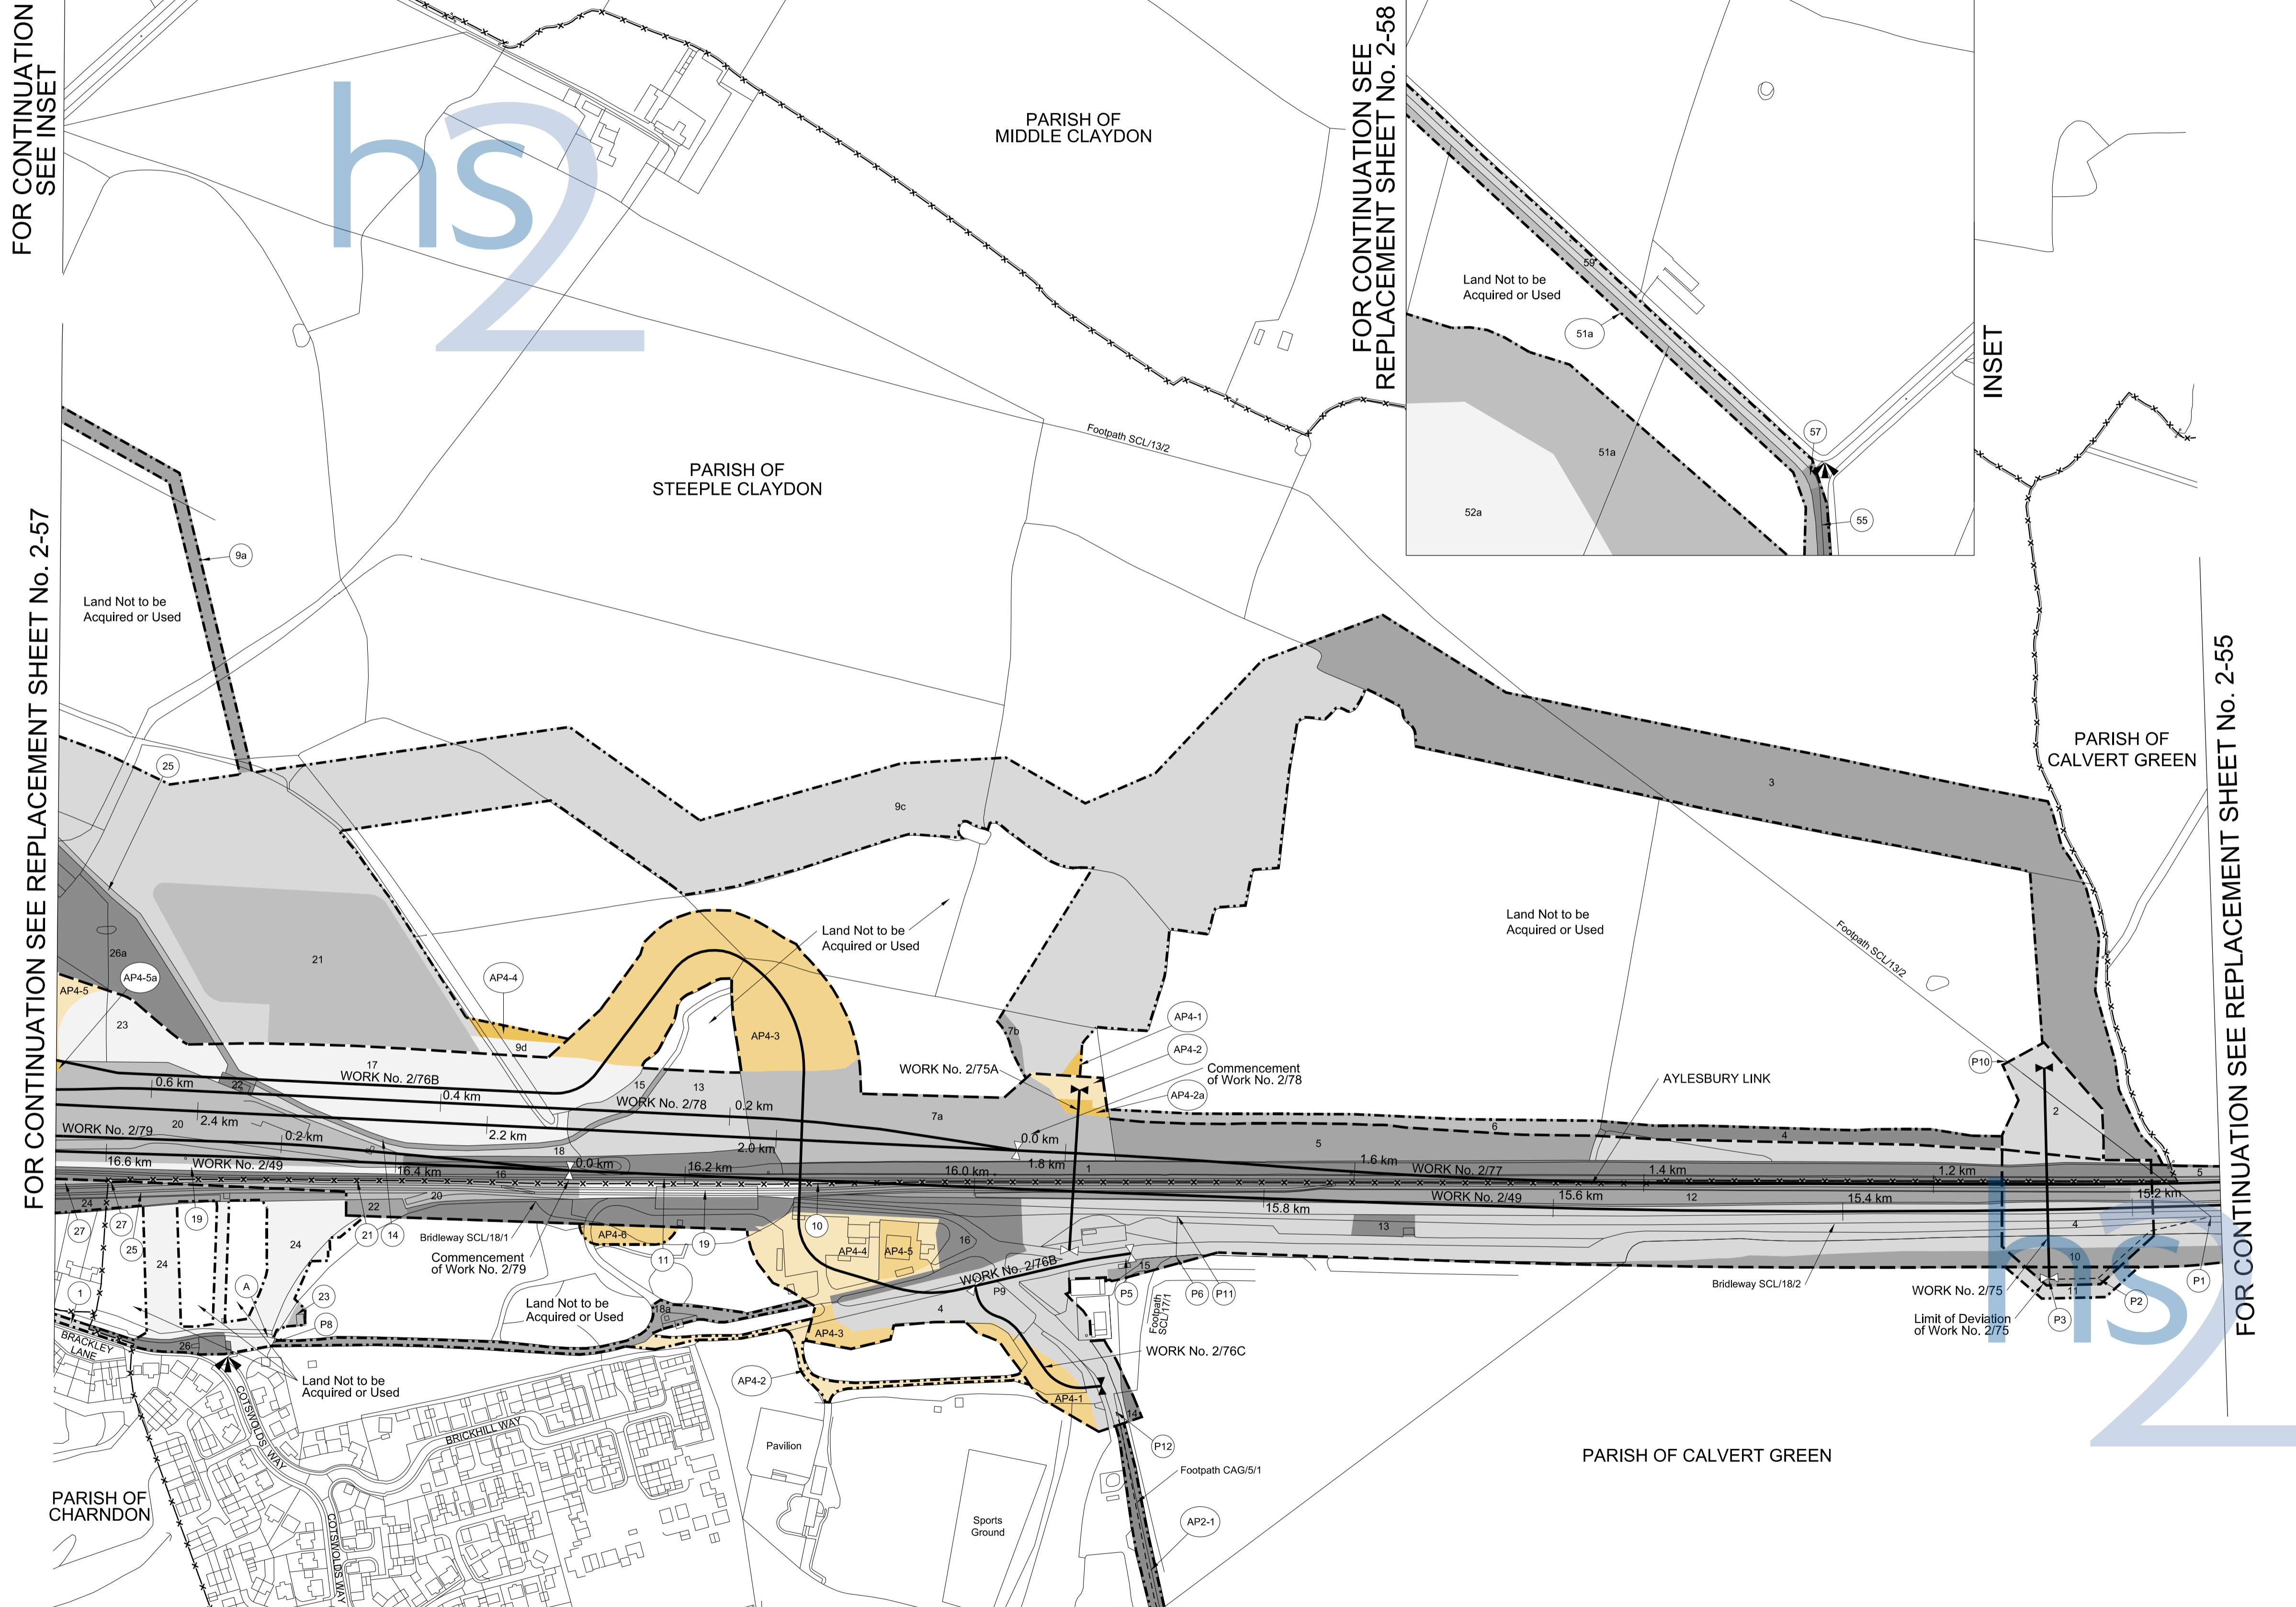 FOR CONTINUATION
SEE INSET
hs2
PARISH OF
MIDDLE CLAYDON
FOR CONTINUATION SEE
REPLACEMENT SHEET No. 2-58
Land Not to be
Acquired or Used
59
51a
51a
52a
57
55
INSET
Footpath SCL/13/2
PARISH OF
STEEPLE CLAYDON
FOR CONTINUATION SEE REPLACEMENT SHEET No. 2-57
9a
Land Not to be
Acquired or Used
25
9c
3
PARISH OF
CALVERT GREEN
FOR CONTINUATION SEE REPLACEMENT SHEET No. 2-55
26a
AP4-5a
AP4-5
23
21
AP4-4
9d
Land Not to be
Acquired or Used
AP4-3
7b
AP4-1
AP4-2
AP4-2a
Land Not to be
Acquired or Used
Footpath SCL/13/2
WORK No. 2/75A
Commencement
of Work No. 2/78
AYLESBURY LINK
P10
2
17
WORK No. 2/76B
22
15
13
0.6 km
0.4 km
WORK No. 2/78
0.2 km
7a
20
2.4 km
2.2 km
2.0 km
0.0 km
1.8 km
WORK No. 2/79
0.2 km
18
0.0 km
5
6
4
1
1.6 km
WORK No. 2/77
1.4 km
1.2 km
5
16.6 km
WORK No. 2/49
16.4 km
16
16.2 km
16.0 km
WORK No. 2/49
15.8 km
15.6 km
12
15.4 km
15.2 km
24
27
27
25
19
22
20
21
14
24
24
Bridleway SCL/18/1
Commencement
of Work No. 2/79
AP4-6
11
19
10
AP4-4
AP4-5
16
WORK No. 2/76B
P9
4
13
15
P5
P6
P11
Footpath
SCL/17/1
Bridleway SCL/18/2
4
10
11
WORK No. 2/75
Limit of Deviation
of Work No. 2/75
P3
P2
P1
hs2
1
A
23
P8
BRACKLEY
LANE
26
Land Not to be
Acquired or Used
18a
Land Not to be
Acquired or Used
AP4-3
AP4-2
WORK No. 2/76C
AP4-1
14
P12
Footpath CAG/5/1
AP2-1
COTSWOLDS WAY
COTSWOLDS WAY
BRICKHILL WAY
Pavilion
Sports
Ground
PARISH OF
CHARNDON
PARISH OF CALVERT GREEN